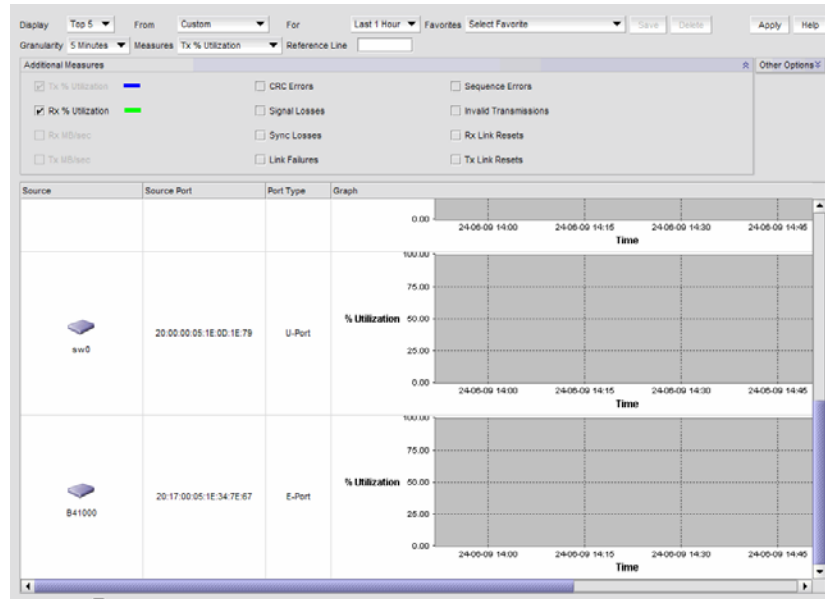 Display Top 5 From Custom For Last 1 Hour Favorites Select Favorite Save Delete Apply Help
Granularity 5 Minutes Measures Tx % Utilization Reference Line
Additional Measures Other Options
Tx % Utilization CRC Errors Sequence Errors
Rx % Utilization Signal Losses Invalid Transmissions
Rx MB/sec Sync Losses Rx Link Resets
Tx MB/sec Link Failures Tx Link Resets
Source Source Port Port Type Graph
0.00
24-06-09 14:00 24-06-09 14:15 24-06-09 14:30 24-06-09 14:45
Time
100.00
75.00
% Utilization 50.00
sw0 20:00:00:05:1E:0D:1E:79 U-Port
25.00
0.00
24-06-09 14:00 24-06-09 14:15 24-06-09 14:30 24-06-09 14:45
Time
100.00
75.00
% Utilization 50.00
B41000 20:17:00:05:1E:34:7E:67 E-Port
25.00
0.00
24-06-09 14:00 24-06-09 14:15 24-06-09 14:30 24-06-09 14:45
Time